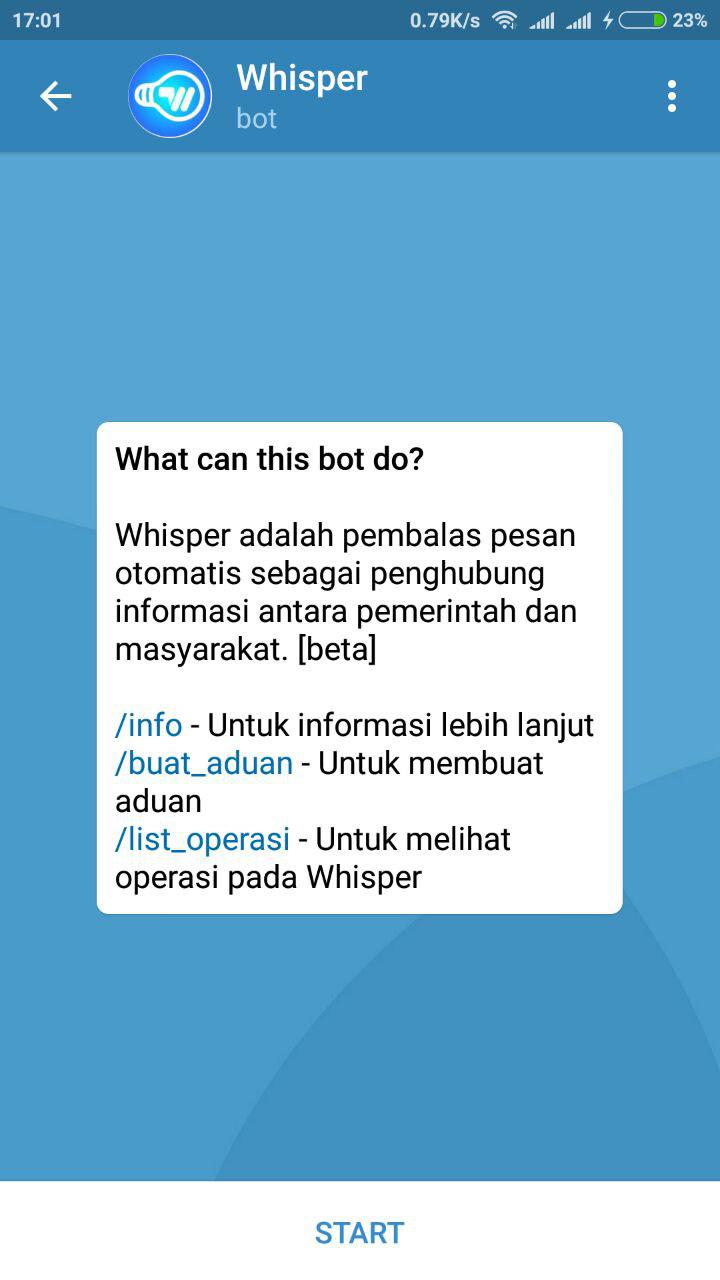 17:01
0.79K/s
23%
Whisper
bot
What can this bot do?
Whisper adalah pembalas pesan
otomatis sebagai penghubung
informasi antara pemerintah dan
masyarakat. [beta]
/info - Untuk informasi lebih lanjut
/buat_aduan - Untuk membuat
aduan
/list_operasi - Untuk melihat
operasi pada Whisper
START